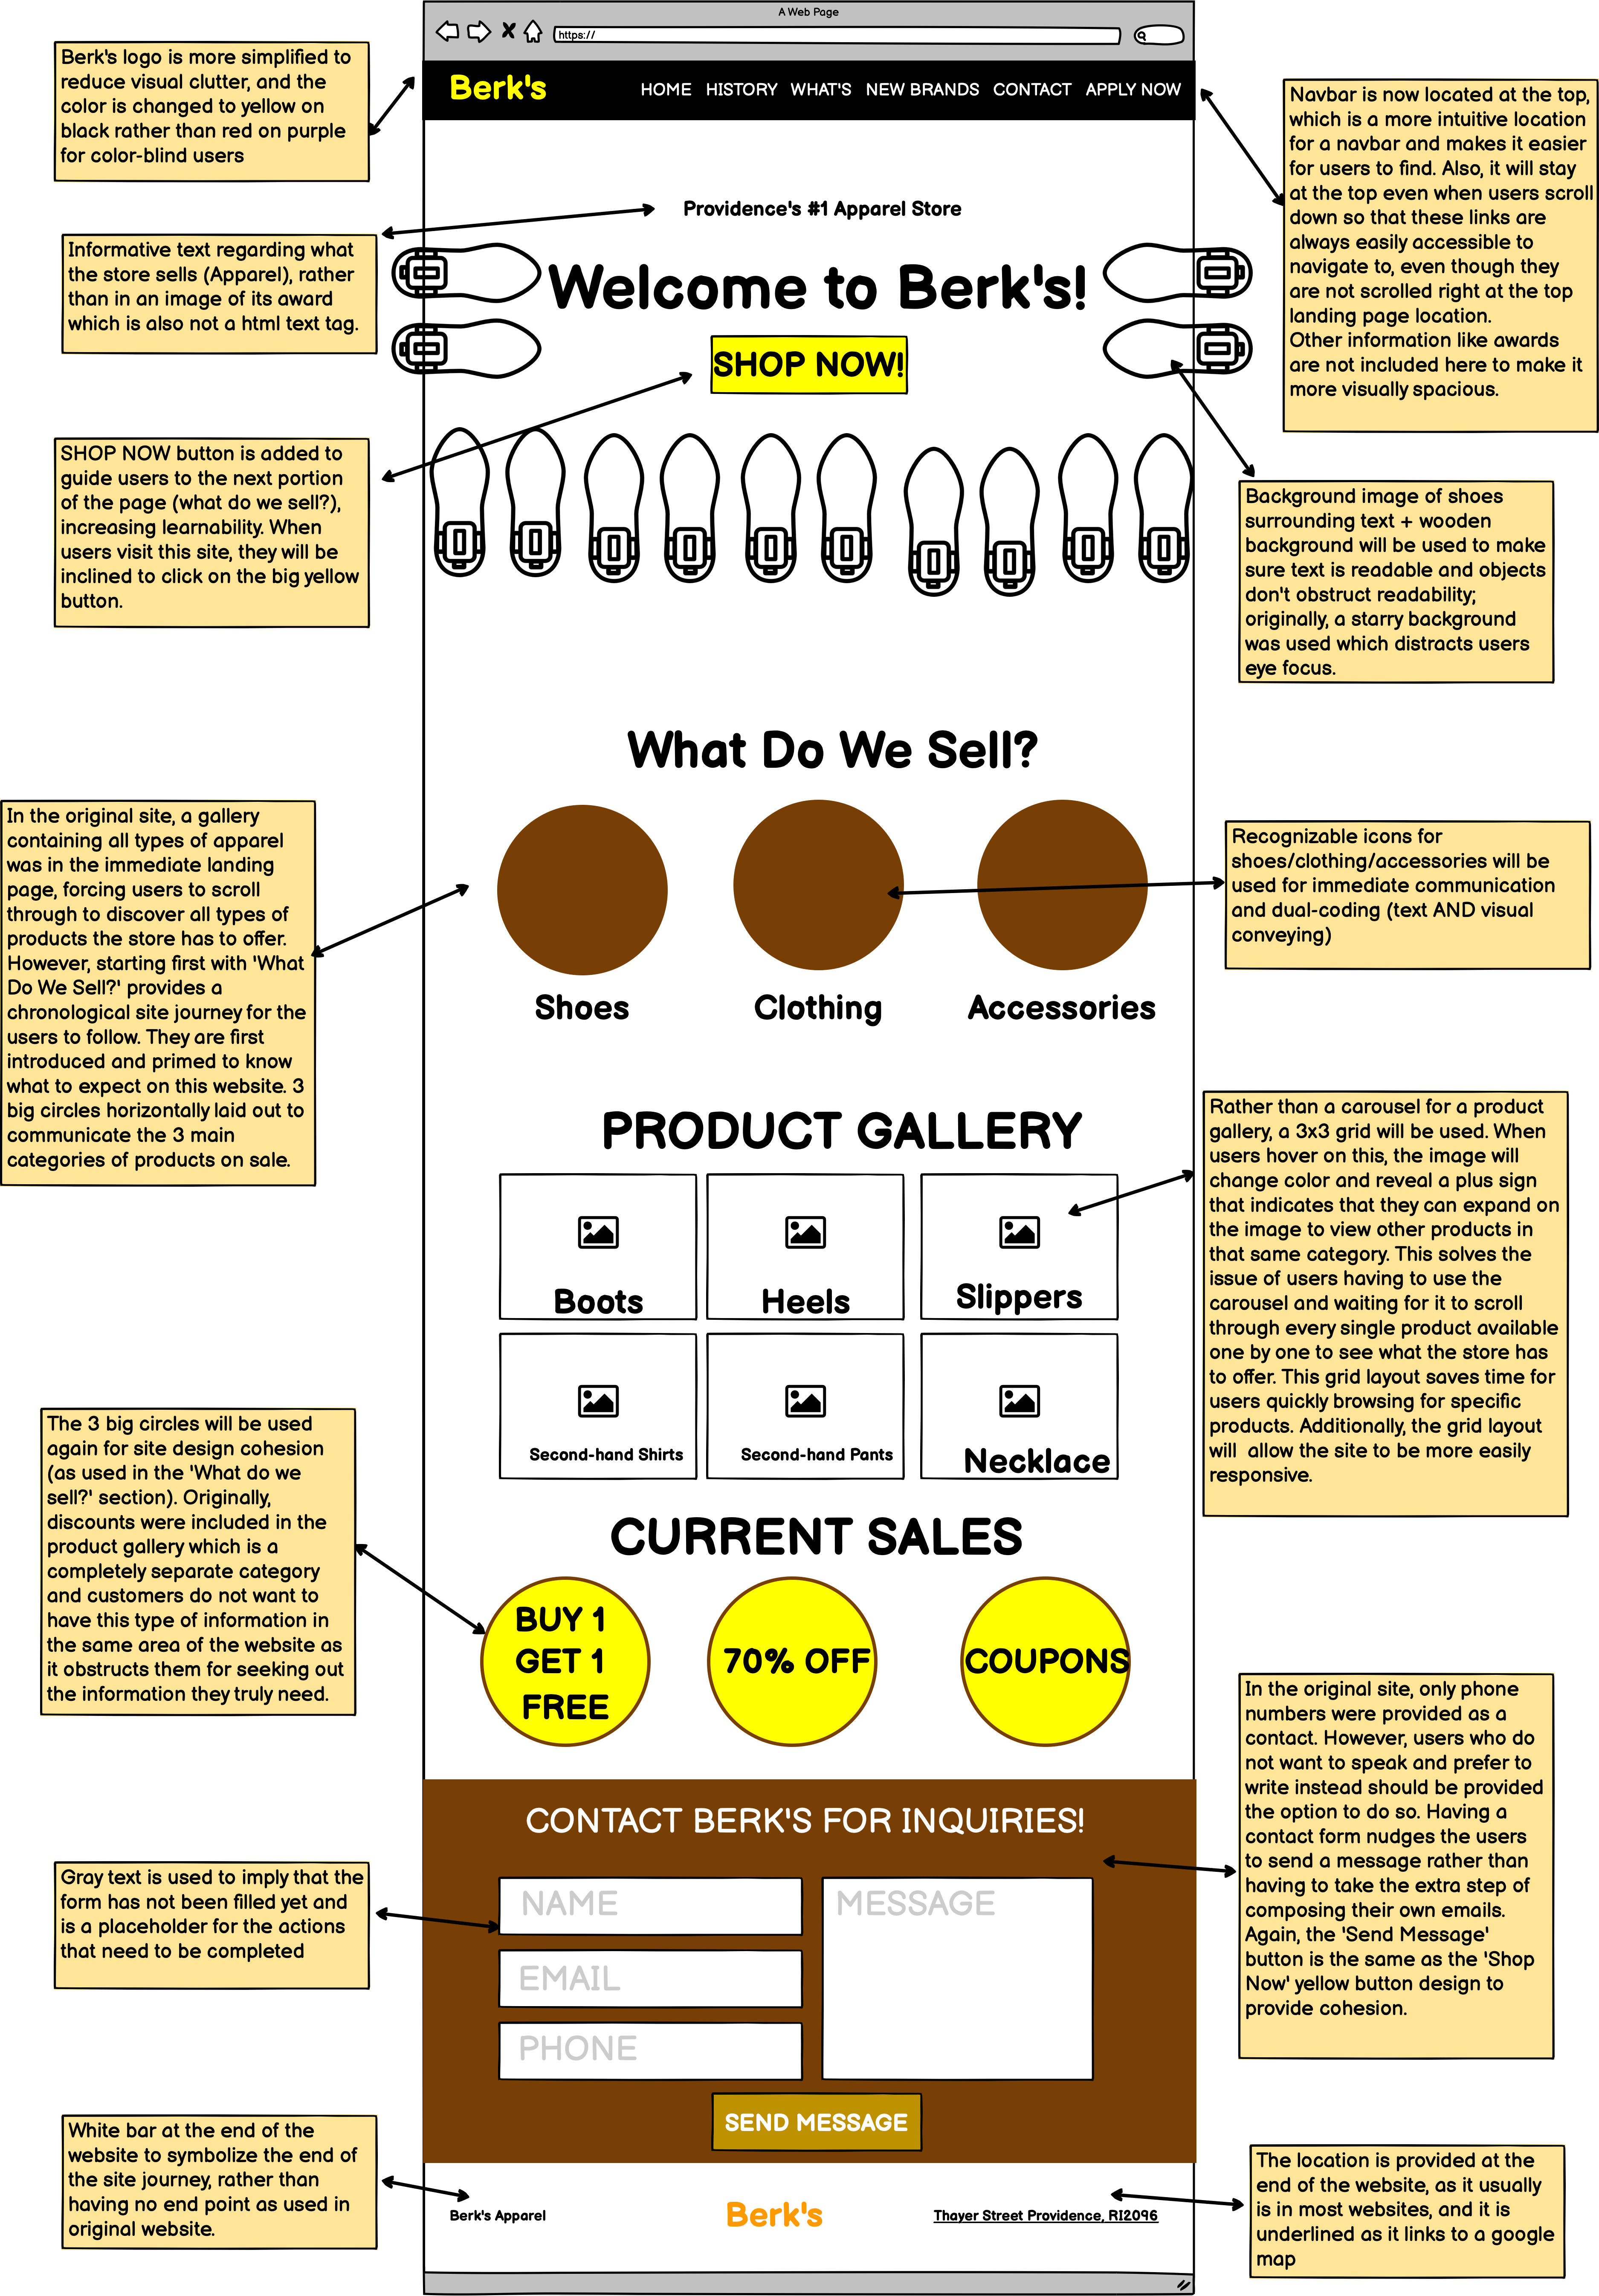 A Web Page
https://
Berk's
HOME HISTORY WHAT'S NEW BRANDS CONTACT APPLY NOW
Berk's logo is more simplified to
reduce visual clutter, and the
color is changed to yellow on
black rather than red on purple
for color-blind users
Navbar is now located at the top,
which is a more intuitive location
for a navbar and makes it easier
for users to find. Also, it will stay
at the top even when users scroll
down so that these links are
always easily accessible to
navigate to, even though they
are not scrolled right at the top
landing page location.
Other information like awards
are not included here to make it
more visually spacious.
Providence's #1 Apparel Store
Informative text regarding what
the store sells (Apparel), rather
than in an image of its award
which is also not a html text tag.
Welcome to Berk's!
SHOP NOW!
SHOP NOW button is added to
guide users to the next portion
of the page (what do we sell?),
increasing learnability. When
users visit this site, they will be
inclined to click on the big yellow
button.
Background image of shoes
surrounding text + wooden
background will be used to make
sure text is readable and objects
don't obstruct readability;
originally, a starry background
was used which distracts users
eye focus.
What Do We Sell?
In the original site, a gallery
containing all types of apparel
was in the immediate landing
page, forcing users to scroll
through to discover all types of
products the store has to offer.
However, starting first with 'What
Do We Sell?' provides a
chronological site journey for the
users to follow. They are first
introduced and primed to know
what to expect on this website. 3
big circles horizontally laid out to
communicate the 3 main
categories of products on sale.
Recognizable icons for
shoes/clothing/accessories will be
used for immediate communication
and dual-coding (text AND visual
conveying)
Shoes Clothing Accessories
PRODUCT GALLERY
Rather than a carousel for a product
gallery, a 3x3 grid will be used. When
users hover on this, the image will
change color and reveal a plus sign
that indicates that they can expand on
the image to view other products in
that same category. This solves the
issue of users having to use the
carousel and waiting for it to scroll
through every single product available
one by one to see what the store has
to offer. This grid layout saves time for
users quickly browsing for specific
products. Additionally, the grid layout
will allow the site to be more easily
responsive.
Boots Heels Slippers
Second-hand Shirts Second-hand Pants Necklace
The 3 big circles will be used
again for site design cohesion
(as used in the 'What do we
sell?' section). Originally,
discounts were included in the
product gallery which is a
completely separate category
and customers do not want to
have this type of information in
the same area of the website as
it obstructs them for seeking out
the information they truly need.
CURRENT SALES
BUY 1
GET 1
FREE
70% OFF
COUPONS
In the original site, only phone
numbers were provided as a
contact. However, users who do
not want to speak and prefer to
write instead should be provided
the option to do so. Having a
contact form nudges the users
to send a message rather than
having to take the extra step of
composing their own emails.
Again, the 'Send Message'
button is the same as the 'Shop
Now' yellow button design to
provide cohesion.
CONTACT BERK'S FOR INQUIRIES!
Gray text is used to imply that the
form has not been filled yet and
is a placeholder for the actions
that need to be completed
NAME
EMAIL
PHONE
MESSAGE
SEND MESSAGE
White bar at the end of the
website to symbolize the end of
the site journey, rather than
having no end point as used in
original website.
Berk's Apparel
Berk's
Thayer Street Providence, RI2096
The location is provided at the
end of the website, as it usually
is in most websites, and it is
underlined as it links to a google
map